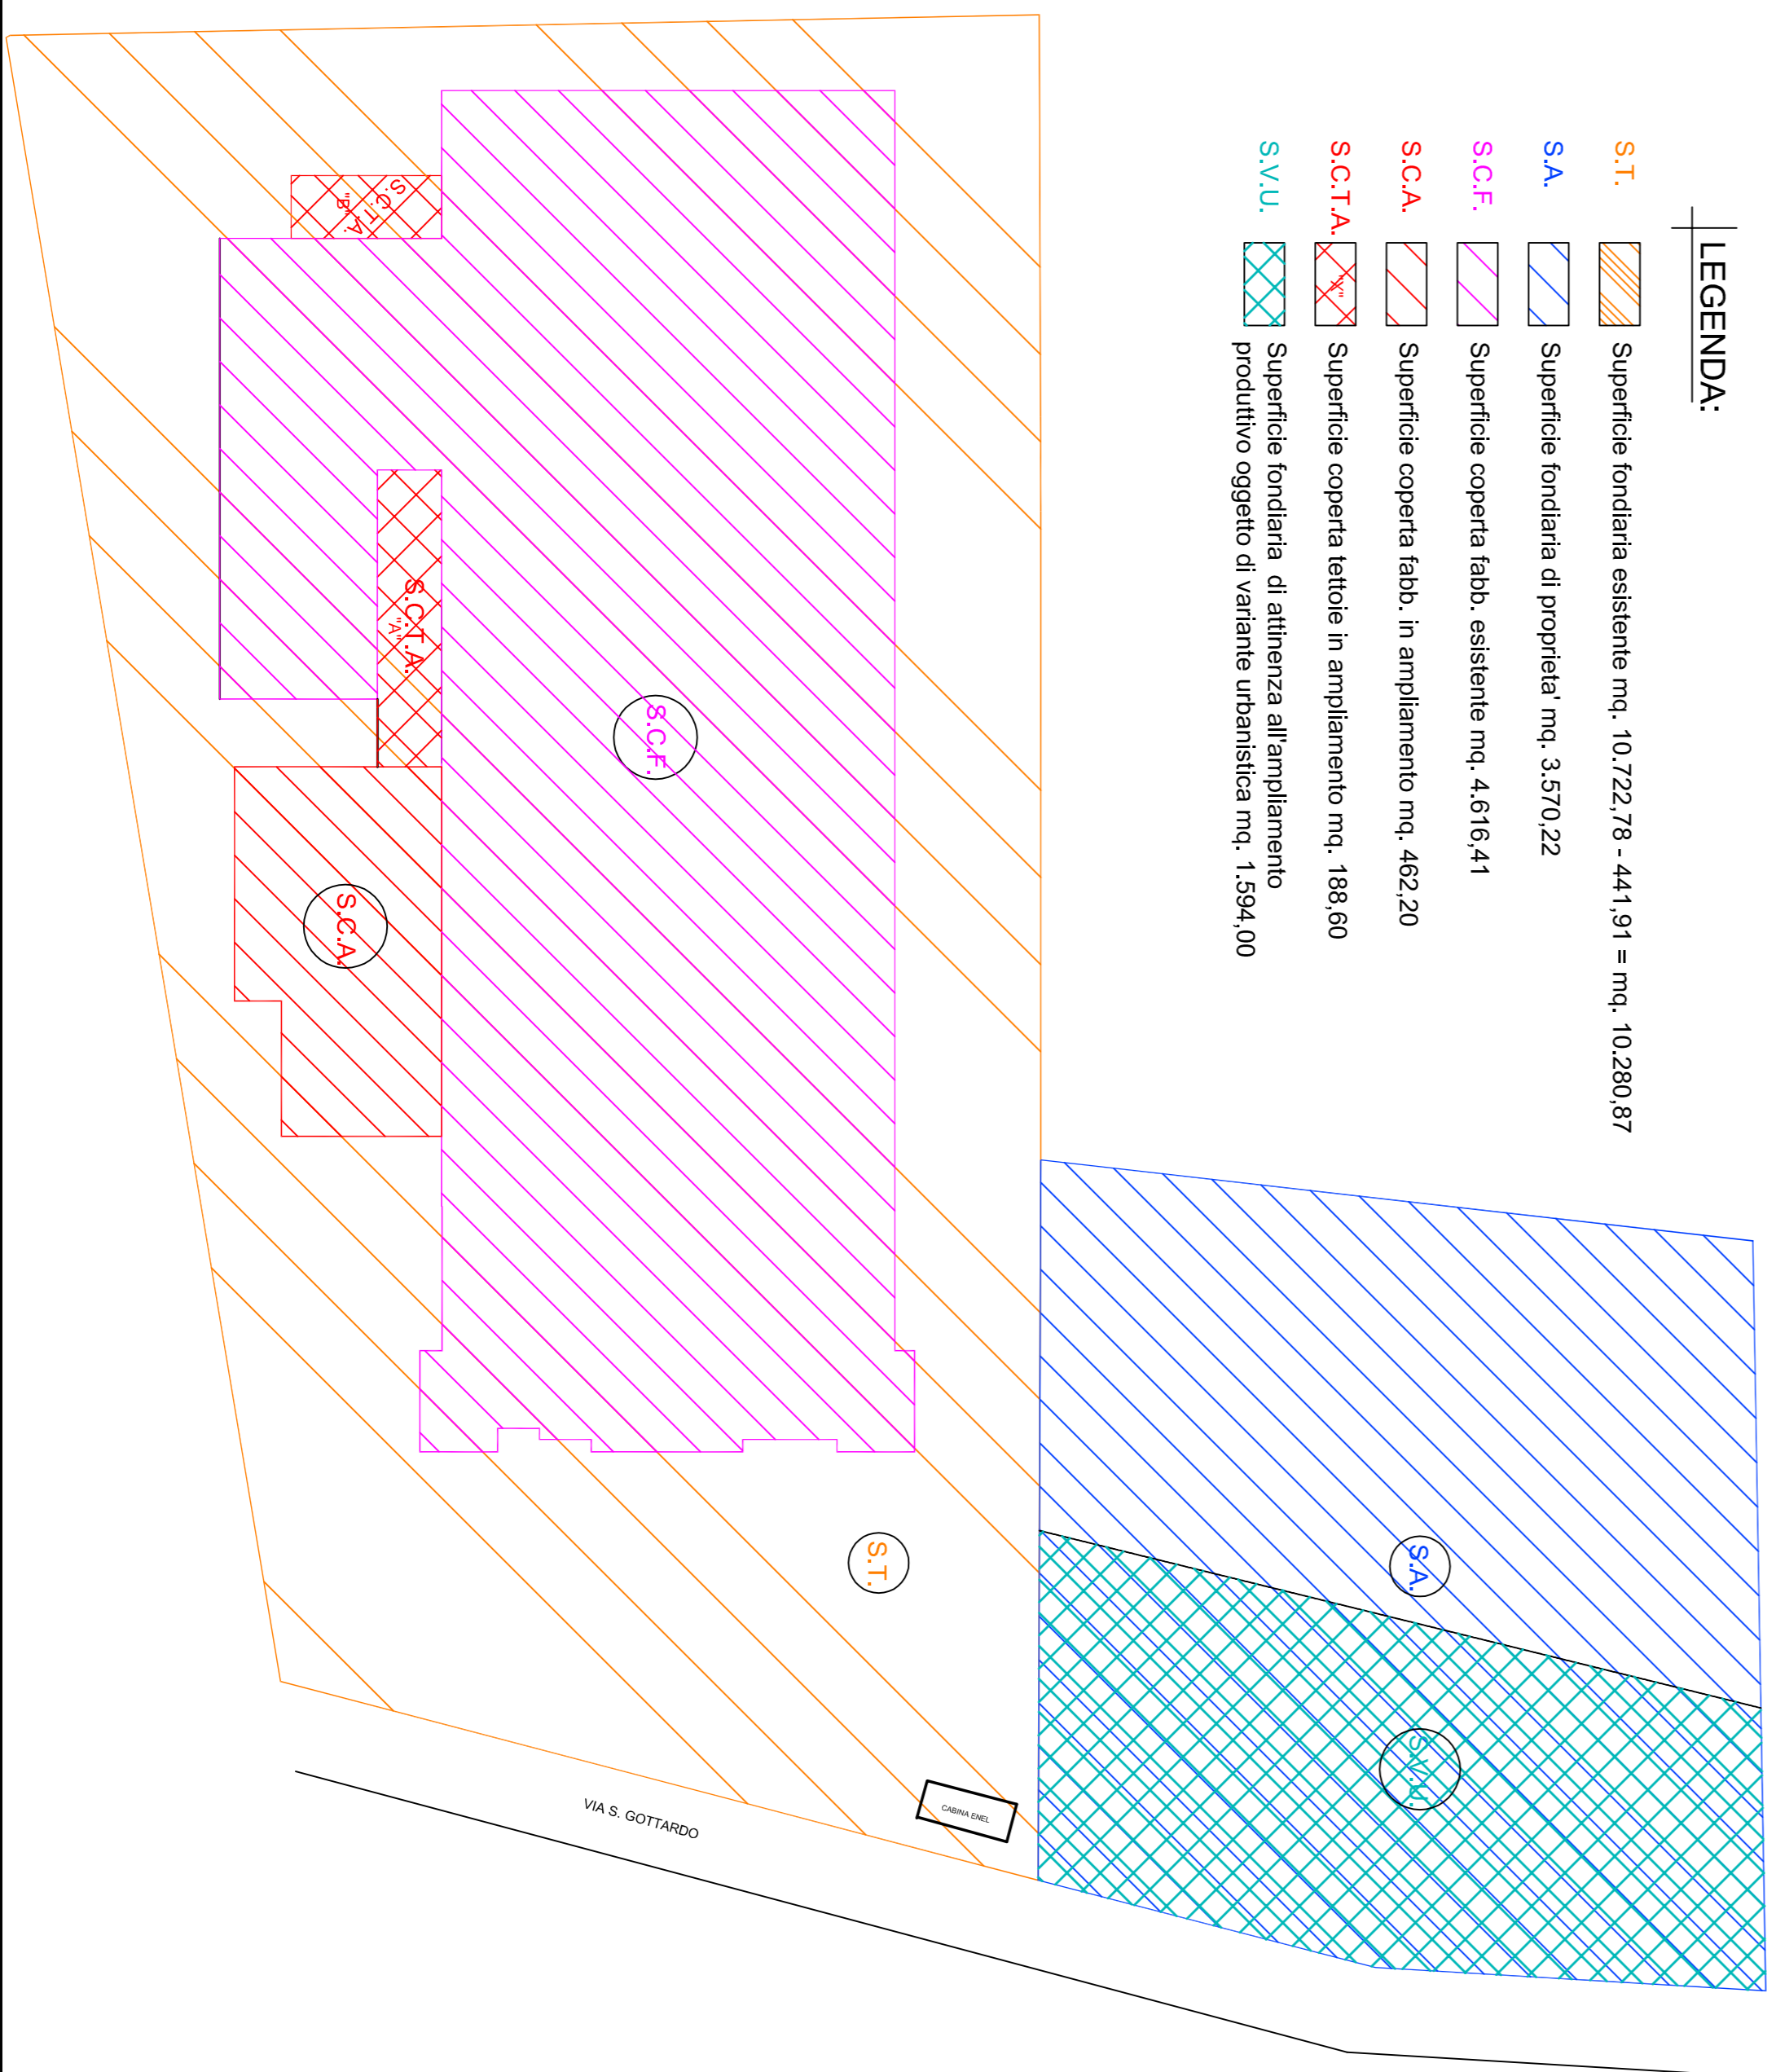 LEGENDA:
S.T. Superficie fondiaria esistente mq. 10.722,78 - 441,91 = mq. 10.280,87
S.A. Superficie fondiaria di proprieta' mq. 3.570,22
S.C.F. Superficie coperta fabb. esistente mq. 4.616,41
S.C.A. Superficie coperta fabb. in ampliamento mq. 462,20
S.C.T.A. "X" Superficie coperta tettoie in ampliamento mq. 188,60
S.V.U. Superficie fondiaria di attinenza all'ampliamento
produttivo oggetto di variante urbanistica mq. 1.594,00
S.A.
S.V.U.
S.T.
CABINA ENEL
S.C.F.
VIA S. GOTTARDO
S.C.T.A.
"A"
S.C.T.A.
"B"
S.C.A.